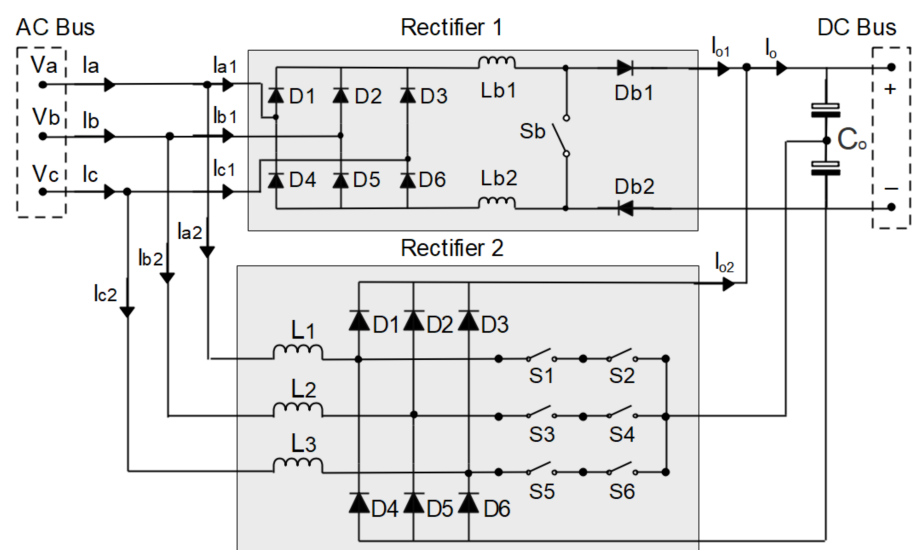 AC Bus
Rectifier 1
DC Bus
Va
Ia
Ia1
Io1
Io
D1
D2
D3
Lb1
Db1
+
Vb
Ib
Ib1
Sb
Co
Vc
Ic
Ic1
D4
D5
D6
Lb2
Db2
–
Ia2
Rectifier 2
Ib2
Io2
Ic2
L1
D1
D2
D3
S1
S2
L2
S3
S4
L3
S5
S6
D4
D5
D6